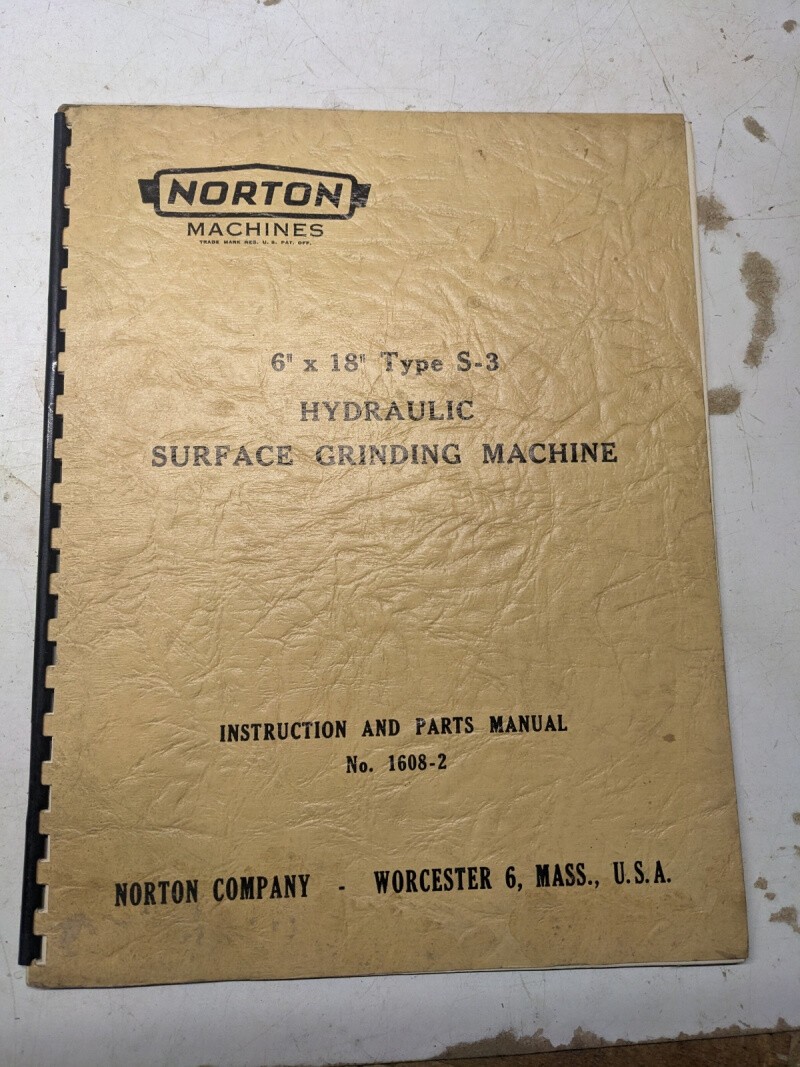 NORTON
MACHINES
TRADE MARK REG. U. S. PAT. OFF.
6" x 18" Type S-3
HYDRAULIC
SURFACE GRINDING MACHINE
INSTRUCTION AND PARTS MANUAL
No. 1608-2
NORTON COMPANY - WORCESTER 6, MASS., U.S.A.